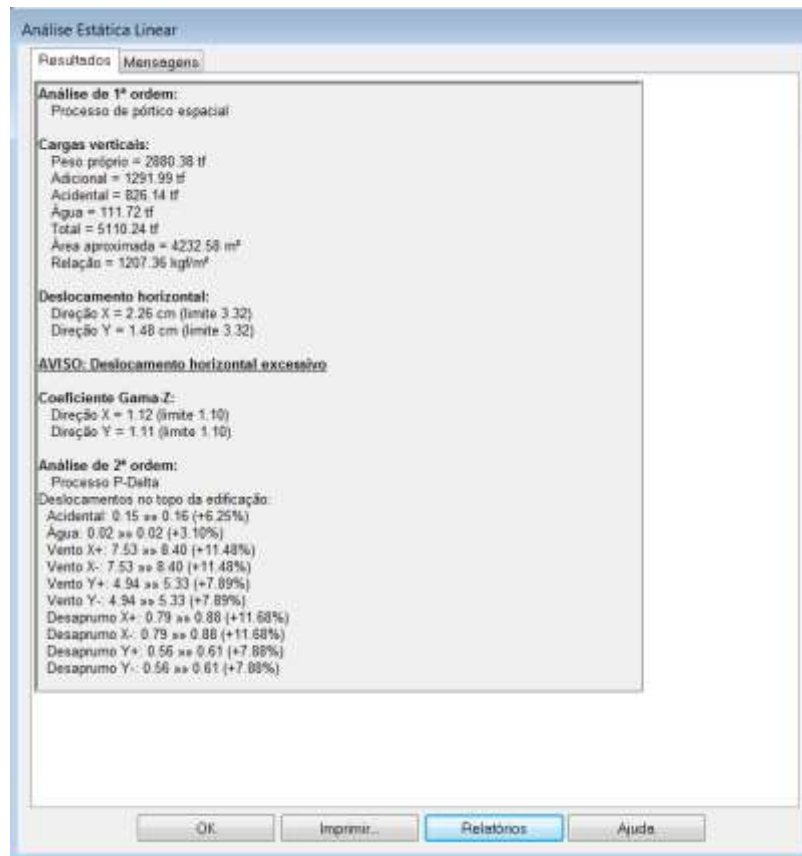 Análise Estática Linear
Resultados Mensagens
Análise de 1ª ordem:
Processo de pórtico espacial
Cargas verticais:
Peso próprio = 2880.38 tf
Adicional = 1291.99 tf
Acidental = 826.14 tf
Água = 111.72 tf
Total = 5110.24 tf
Área aproximada = 4232.58 m²
Relação = 1207.36 kgf/m²
Deslocamento horizontal:
Direção X = 2.26 cm (limite 3.32)
Direção Y = 1.48 cm (limite 3.32)
AVISO: Deslocamento horizontal excessivo
Coeficiente Gama-Z:
Direção X = 1.12 (limite 1.10)
Direção Y = 1.11 (limite 1.10)
Análise de 2ª ordem:
Processo P-Delta
Deslocamentos no topo da edificação:
Acidental: 0.15 »» 0.16 (+6.25%)
Água: 0.02 »» 0.02 (+3.10%)
Vento X+: 7.53 »» 8.40 (+11.48%)
Vento X-: 7.53 »» 8.40 (+11.48%)
Vento Y+: 4.94 »» 5.33 (+7.89%)
Vento Y-: 4.94 »» 5.33 (+7.89%)
Desaprumo X+: 0.79 »» 0.88 (+11.68%)
Desaprumo X-: 0.79 »» 0.88 (+11.68%)
Desaprumo Y+: 0.56 »» 0.61 (+7.88%)
Desaprumo Y-: 0.56 »» 0.61 (+7.88%)
OK Imprimir... Relatórios Ajuda